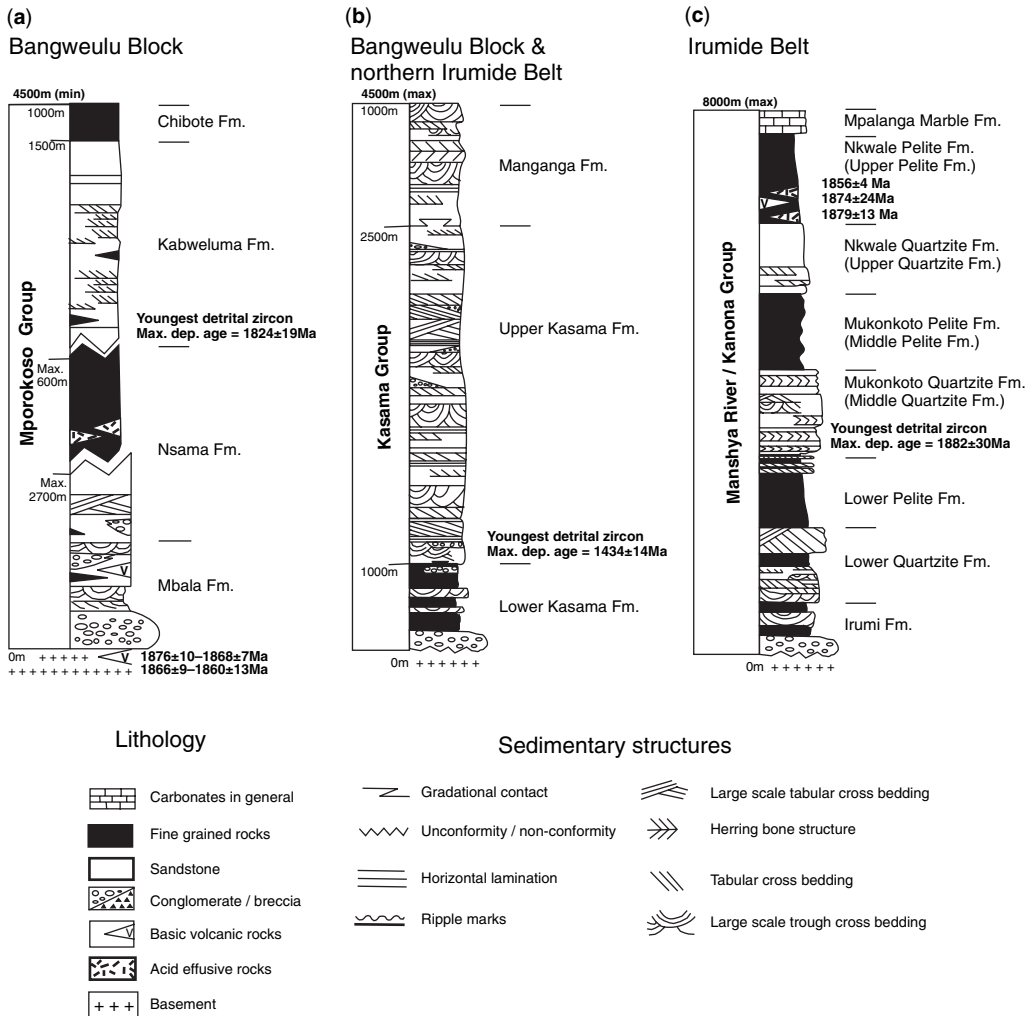 (a)
Bangweulu Block
4500m (min)
1000m
1500m
Max.
600m
Max.
2700m
0m
Mporokoso Group
Chibote Fm.
Kabweluma Fm.
Youngest detrital zircon
Max. dep. age = 1824±19Ma
Nsama Fm.
Mbala Fm.
V
V
1876±10–1868±7Ma
1866±9–1860±13Ma
(b)
Bangweulu Block &
northern Irumide Belt
4500m (max)
1000m
2500m
1000m
0m
Kasama Group
Manganga Fm.
Upper Kasama Fm.
Youngest detrital zircon
Max. dep. age = 1434±14Ma
Lower Kasama Fm.
(c)
Irumide Belt
8000m (max)
0m
Manshya River / Kanona Group
Mpalanga Marble Fm.
Nkwale Pelite Fm.
(Upper Pelite Fm.)
1856±4 Ma
V
1874±24Ma
1879±13 Ma
Nkwale Quartzite Fm.
(Upper Quartzite Fm.)
Mukonkoto Pelite Fm.
(Middle Pelite Fm.)
Mukonkoto Quartzite Fm.
(Middle Quartzite Fm.)
Youngest detrital zircon
Max. dep. age = 1882±30Ma
Lower Pelite Fm.
Lower Quartzite Fm.
Irumi Fm.
Lithology
Carbonates in general
Fine grained rocks
Sandstone
Conglomerate / breccia
V
Basic volcanic rocks
Acid effusive rocks
Basement
Sedimentary structures
Gradational contact
Unconformity / non-conformity
Horizontal lamination
Ripple marks
Large scale tabular cross bedding
Herring bone structure
Tabular cross bedding
Large scale trough cross bedding